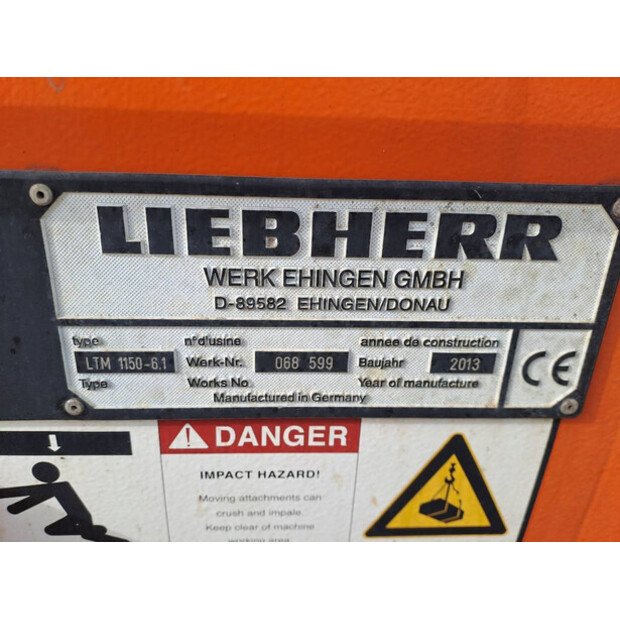 LIEBHERR
WERK EHINGEN GMBH
D-89582 EHINGEN/DONAU
type n°d'usine annee de construction
LTM 1150-6.1 Werk-Nr. 068 599 Baujahr 2013
Type Works No Year of manufacture
Manufactured in Germany
CE
DANGER
IMPACT HAZARD!
Moving attachments can
crush and impale.
Keep clear of machine
working area.